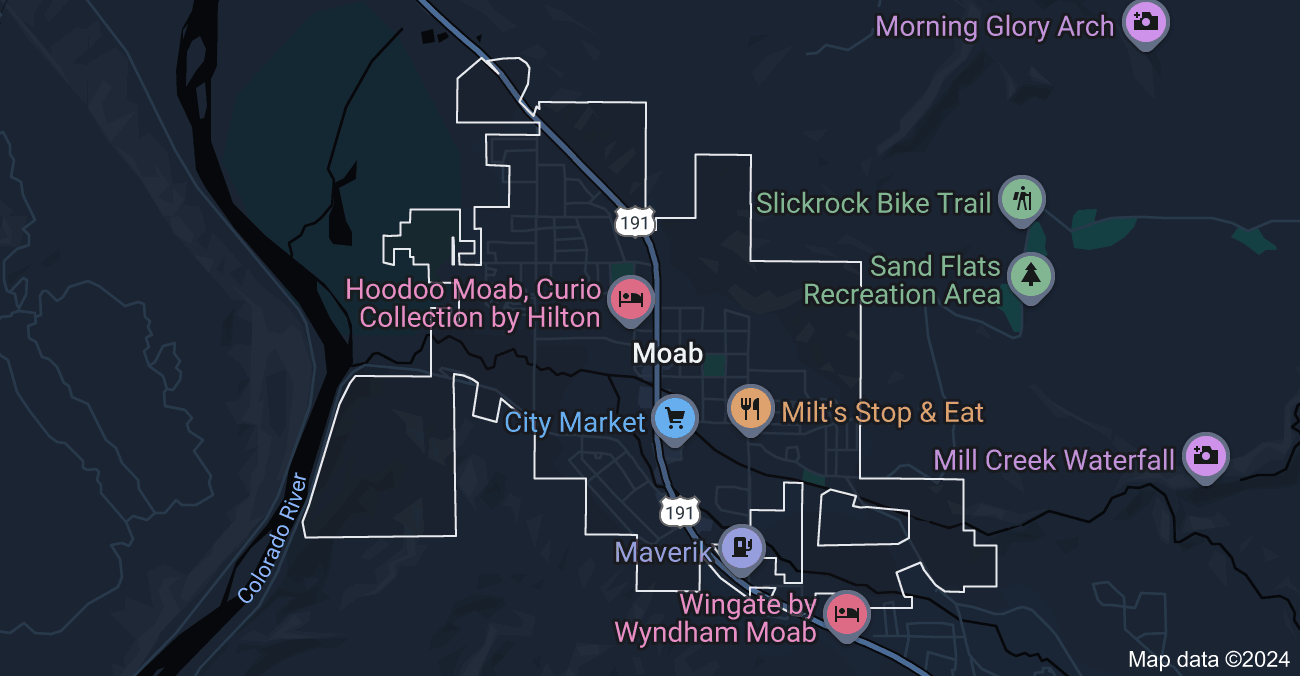 Morning Glory Arch
Slickrock Bike Trail
191
Sand Flats
Recreation Area
Hoodoo Moab, Curio
Collection by Hilton
Moab
City Market
Milt's Stop & Eat
Mill Creek Waterfall
191
Colorado River
Maverik
Wingate by
Wyndham Moab
Map data ©2024